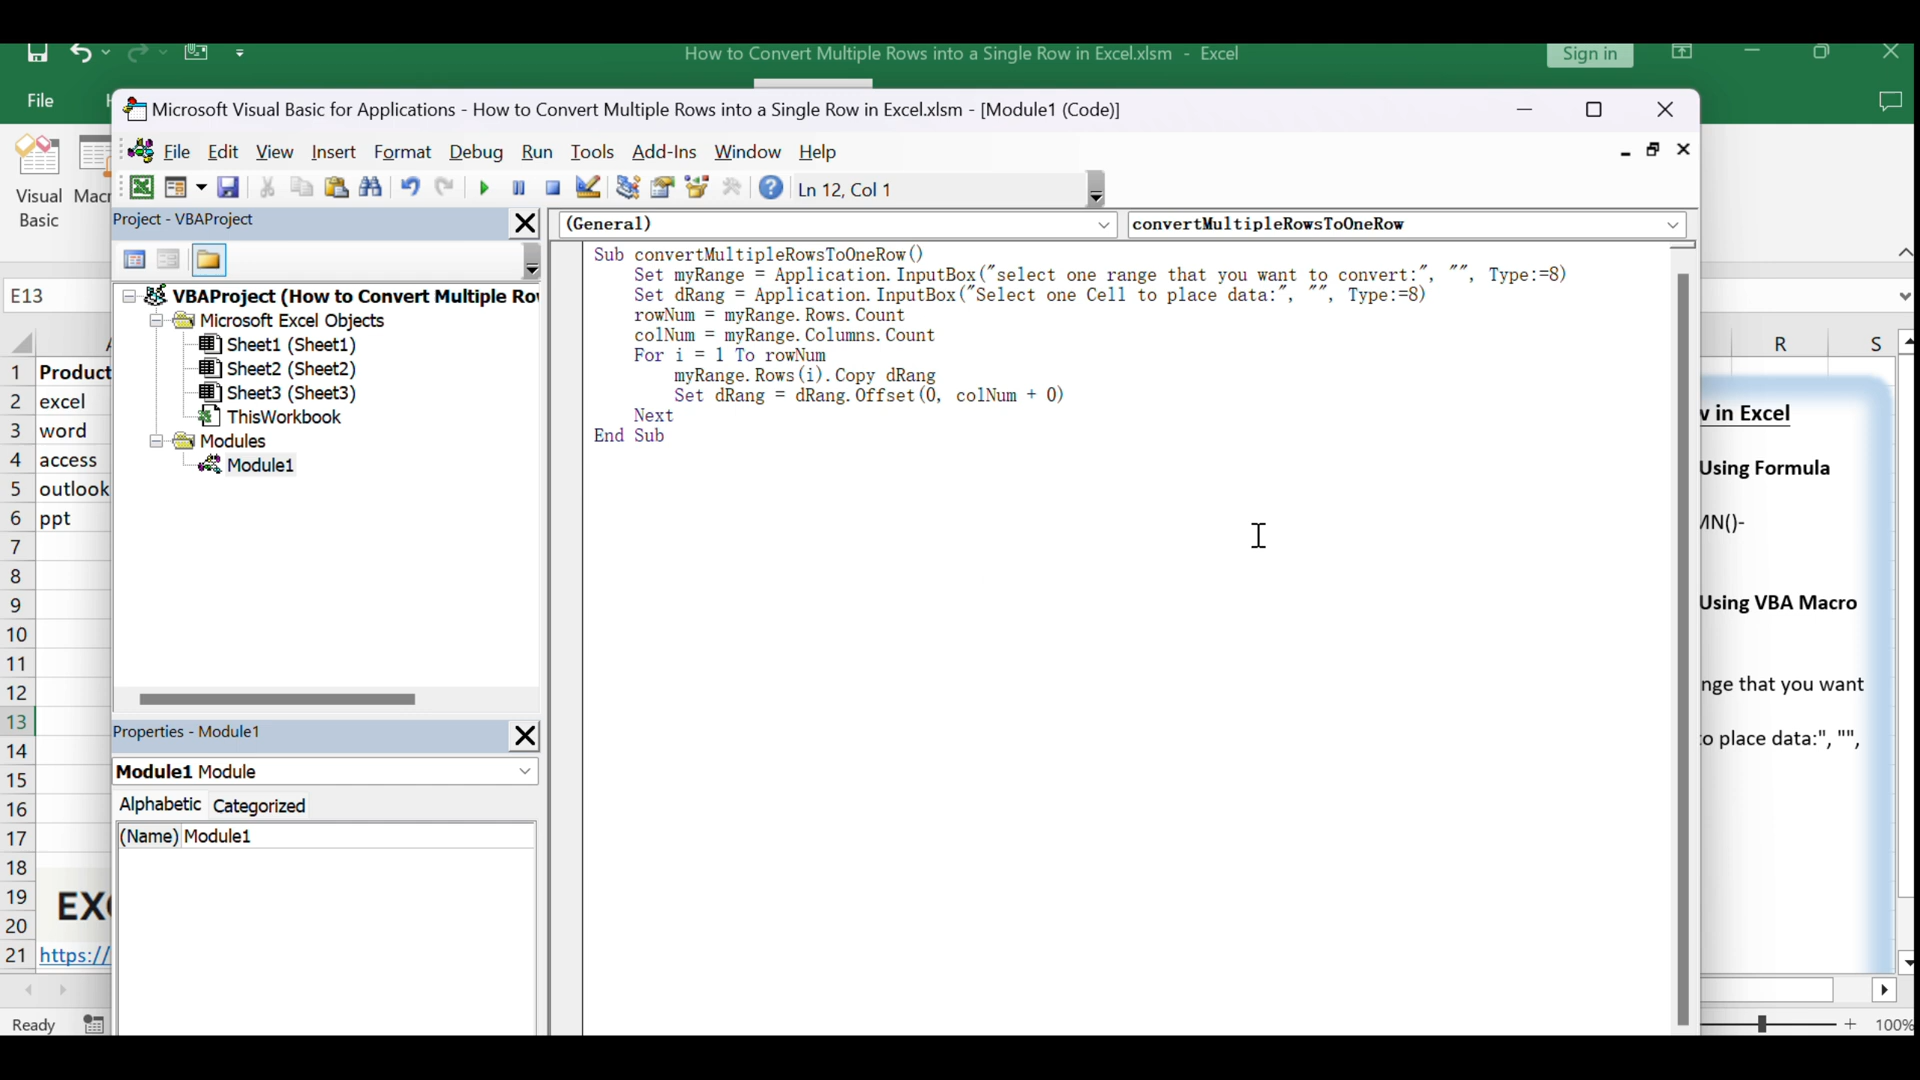 How to Convert Multiple Rows into a Single Row in Excel.xlsm - Excel
Sign in
File
Microsoft Visual Basic for Applications - How to Convert Multiple Rows into a Single Row in Excel.xlsm - [Module1 (Code)]
File Edit View Insert Format Debug Run Tools Add-Ins Window Help
Ln 12, Col 1
Visual
Basic
Project - VBAProject
(General)
convertMultipleRowsToOneRow
Sub convertMultipleRowsToOneRow()
Set myRange = Application.InputBox("select one range that you want to convert:", "", Type:=8)
Set dRang = Application.InputBox("Select one Cell to place data:", "", Type:=8)
rowNum = myRange.Rows.Count
colNum = myRange.Columns.Count
For i = 1 To rowNum
myRange.Rows(i).Copy dRang
Set dRang = dRang.Offset(0, colNum + 0)
Next
End Sub
VBAProject (How to Convert Multiple Ro
Microsoft Excel Objects
Sheet1 (Sheet1)
Sheet2 (Sheet2)
Sheet3 (Sheet3)
ThisWorkbook
Modules
Module1
Properties - Module1
Module1 Module
Alphabetic Categorized
(Name) Module1
E13
R S
1 Product
2 excel
3 word
4 access
5 outlook
6 ppt
7
8
9
10
11
12
13
14
15
16
17
18
19
20
21 https://
in Excel
Using Formula
Using VBA Macro
that you want
place data:", "",
Ready
100%